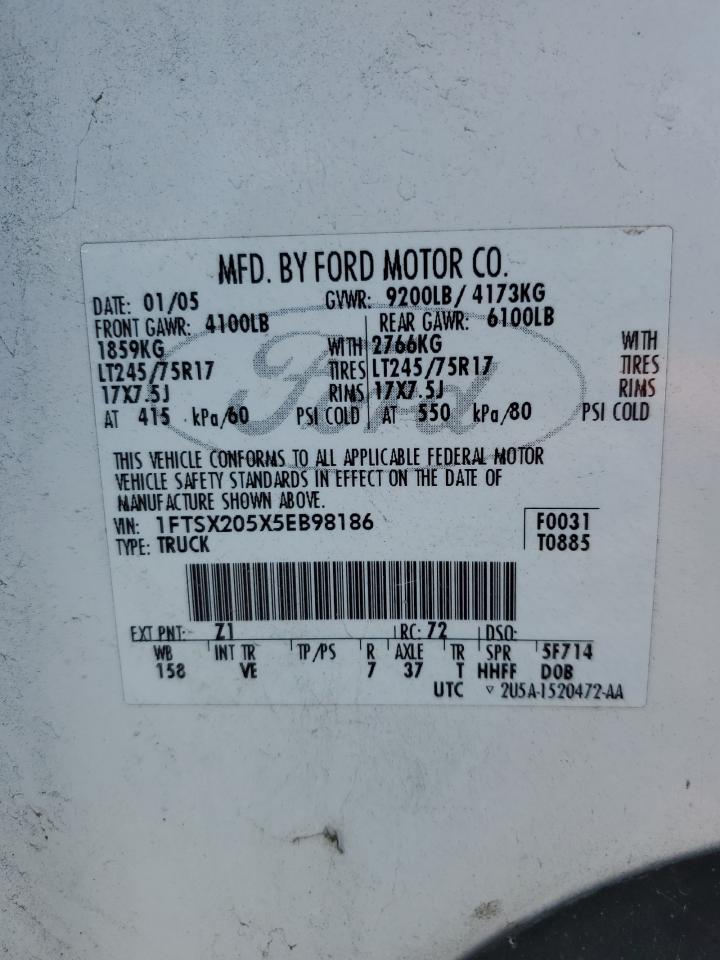 MFD. BY FORD MOTOR CO.
DATE: 01/05 GVWR: 9200LB/ 4173KG
FRONT GAWR: 4100LB REAR GAWR: 6100LB
1859KG WITH 2766KG WITH
LT245/75R17 TIRES LT245/75R17 TIRES
17X7.5J RIMS 17X7.5J RIMS
AT 415 kPa/60 PSI COLD AT 550 kPa/80 PSI COLD
Ford
THIS VEHICLE CONFORMS TO ALL APPLICABLE FEDERAL MOTOR
VEHICLE SAFETY STANDARDS IN EFFECT ON THE DATE OF
MANUFACTURE SHOWN ABOVE.
VIN: 1FTSX205X5EB98186 F0031
TYPE: TRUCK T0885
EXT PNT: Z1 RC: 72 DSO:
WB INT TR TP/PS R AXLE TR SPR 5F714
158 VE 7 37 T HHFF DOB
UTC ▽ 2U5A-1520472-AA